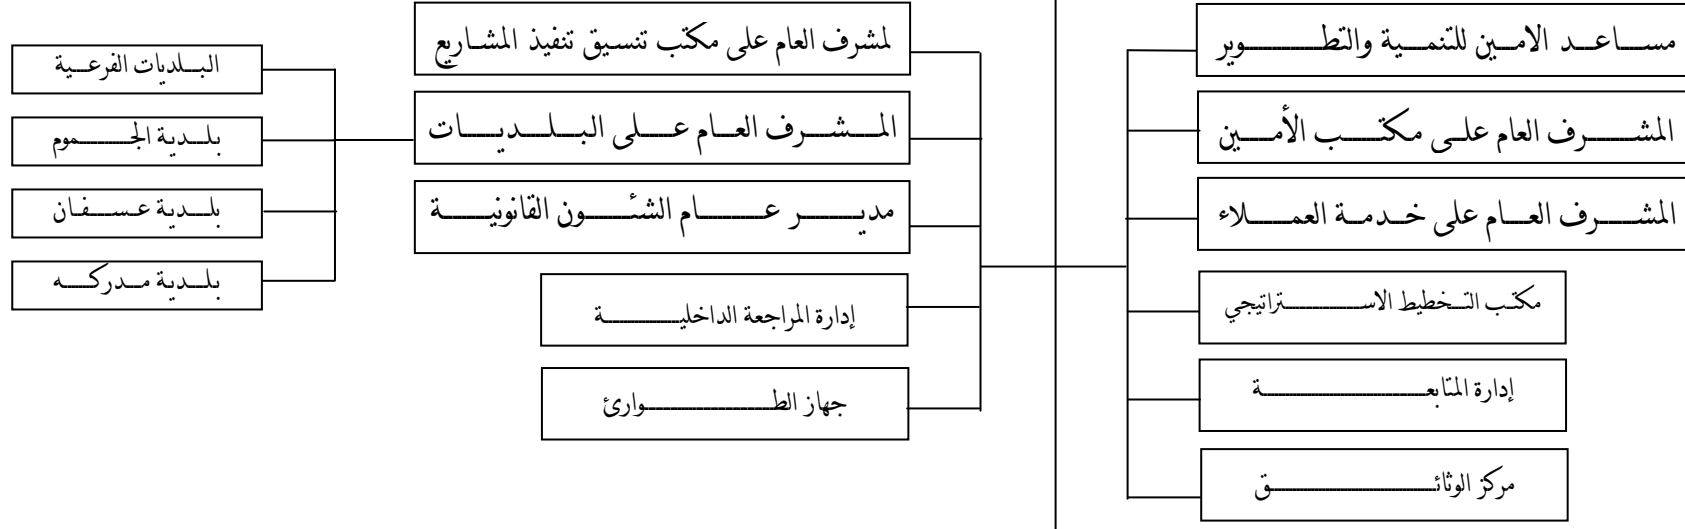 مساعد الامين للتنمية والتطوير
المشرف العام على مكتب الأمين
المشرف العام على خدمة العملاء
مكتب التخطيط الاستراتيجي
إدارة المتابعة
مركز الوثائق
لمشرف العام على مكتب تنسيق تنفيذ المشاريع
المشرف العام على البلديات
مدير عام الشئون القانونية
إدارة المراجعة الداخلية
جهاز الطوارئ
البلديات الفرعية
بلدية الجموم
بلدية عسفان
بلدية مدركه